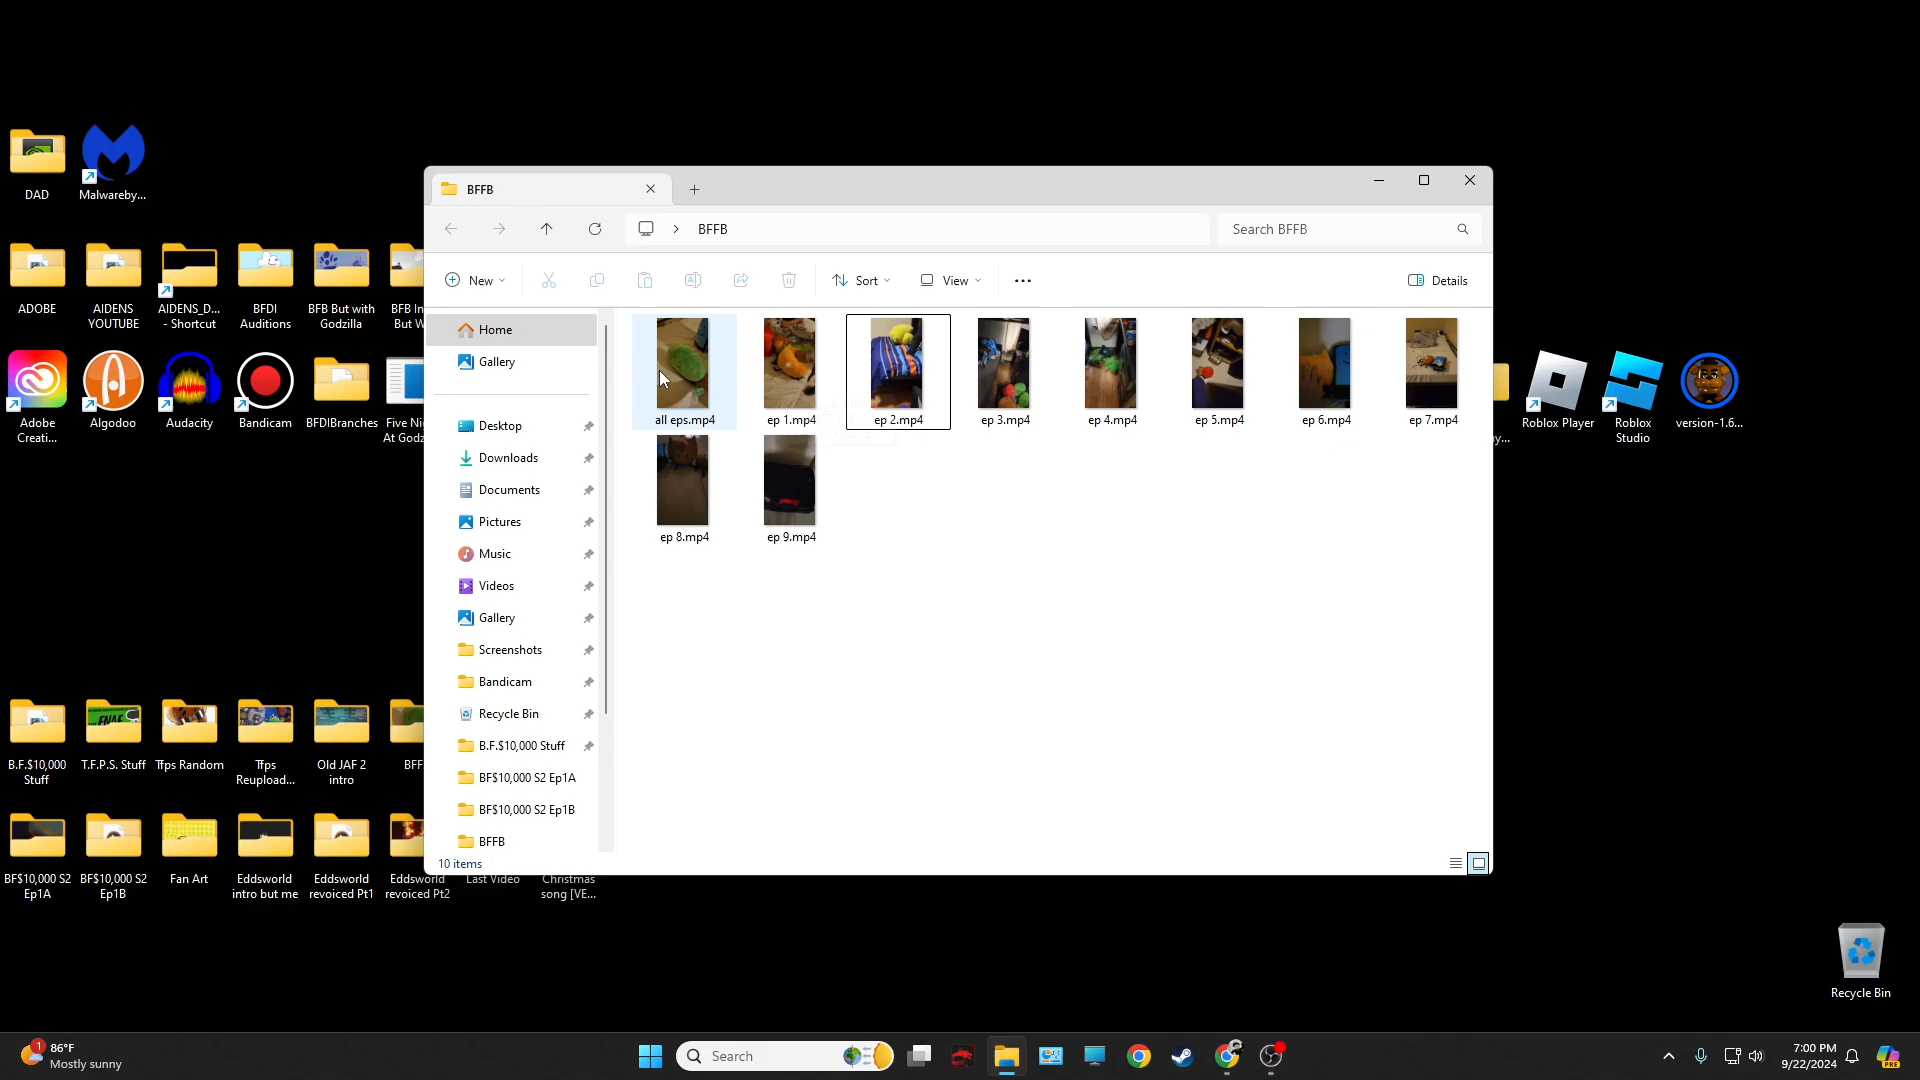 DAD
Malwareby...
ADOBE
AIDENS
YOUTUBE
AIDENS_D...
- Shortcut
BFDI
Auditions
BFB But with
Godzilla
BFB In
But W
Adobe
Creati...
Algodoo
Audacity
Bandicam
BFDIBranches
Five Ni
At Godz
B.F.$10,000
Stuff
T.F.P.S. Stuff
Tfps Random
Tfps
Reupload...
Old JAF 2
intro
BFF
BF$10,000 S2
Ep1A
BF$10,000 S2
Ep1B
Fan Art
Eddsworld
intro but me
Eddsworld
revoiced Pt1
Eddsworld
revoiced Pt2
Last Video
Christmas
song [VE...
BFFB
BFFB
Search BFFB
New
Sort
View
Details
Home
Gallery
Desktop
Downloads
Documents
Pictures
Music
Videos
Gallery
Screenshots
Bandicam
Recycle Bin
B.F.$10,000 Stuff
BF$10,000 S2 Ep1A
BF$10,000 S2 Ep1B
BFFB
all eps.mp4
ep 1.mp4
ep 2.mp4
ep 3.mp4
ep 4.mp4
ep 5.mp4
ep 6.mp4
ep 7.mp4
ep 8.mp4
ep 9.mp4
10 items
y...
Roblox Player
Roblox
Studio
version-1.6...
Recycle Bin
1
86°F
Mostly sunny
Search
7:00 PM
9/22/2024
PRE